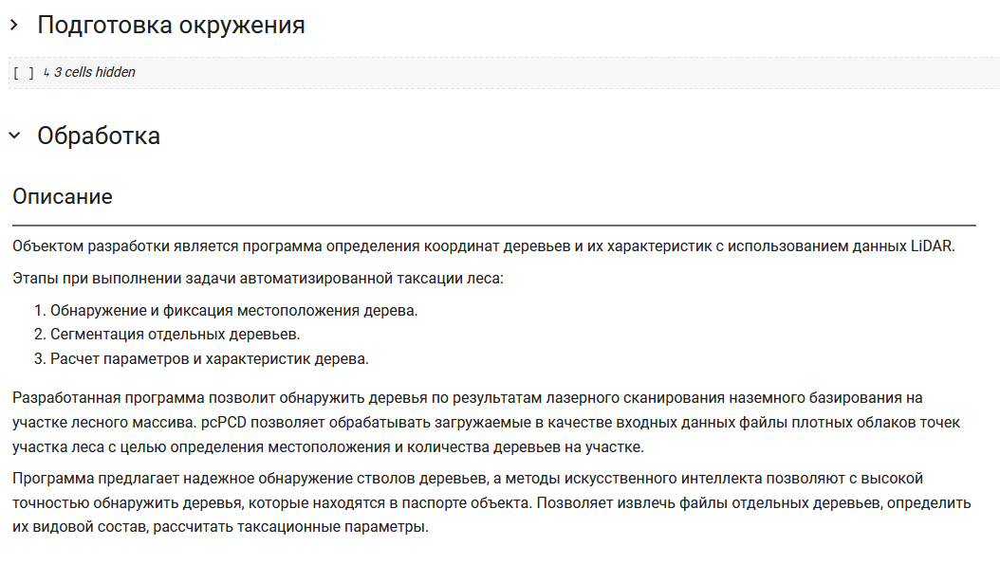 Подготовка окружения
[ ] ↳ 3 cells hidden
Обработка
Описание
Объектом разработки является программа определения координат деревьев и их характеристик с использованием данных LiDAR.
Этапы при выполнении задачи автоматизированной таксации леса:
1. Обнаружение и фиксация местоположения дерева.
2. Сегментация отдельных деревьев.
3. Расчет параметров и характеристик дерева.
Разработанная программа позволит обнаружить деревья по результатам лазерного сканирования наземного базирования на
участке лесного массива. pcPCD позволяет обрабатывать загружаемые в качестве входных данных файлы плотных облаков точек
участка леса с целью определения местоположения и количества деревьев на участке.
Программа предлагает надежное обнаружение стволов деревьев, а методы искусственного интеллекта позволяют с высокой
точностью обнаружить деревья, которые находятся в паспорте объекта. Позволяет извлечь файлы отдельных деревьев, определить
их видовой состав, рассчитать таксационные параметры.